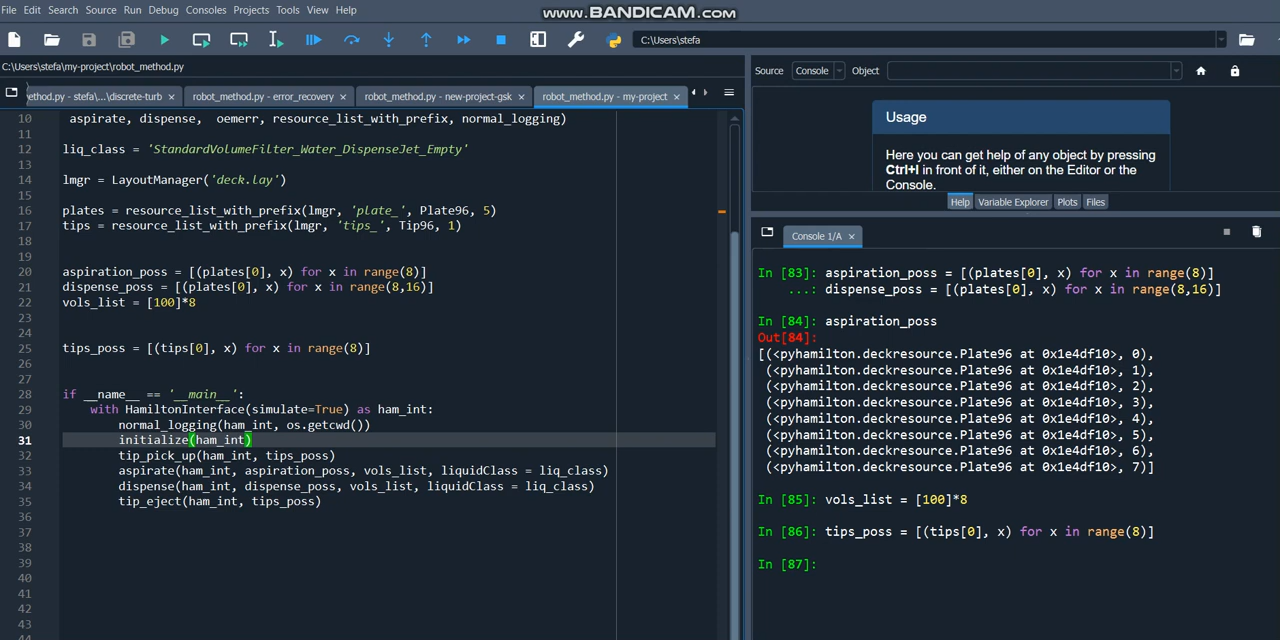 File Edit Search Source Run Debug Consoles Projects Tools View Help
www.BANDICAM.com
C:\Users\stefa
C:\Users\stefa\my-project\robot_method.py
ethod.py - stefa\...\discrete-turb
robot_method.py - error_recovery
robot_method.py - new-project-gsk
robot_method.py - my-project
10 aspirate, dispense, oemerr, resource_list_with_prefix, normal_logging)
11
12 liq_class = 'StandardVolumeFilter_Water_DispenseJet_Empty'
13
14 lmgr = LayoutManager('deck.lay')
15
16 plates = resource_list_with_prefix(lmgr, 'plate_', Plate96, 5)
17 tips = resource_list_with_prefix(lmgr, 'tips_', Tip96, 1)
18
19
20 aspiration_poss = [(plates[0], x) for x in range(8)]
21 dispense_poss = [(plates[0], x) for x in range(8,16)]
22 vols_list = [100]*8
23
24
25 tips_poss = [(tips[0], x) for x in range(8)]
26
27
28 if __name__ == '__main__':
29 with HamiltonInterface(simulate=True) as ham_int:
30 normal_logging(ham_int, os.getcwd())
31 initialize(ham_int)
32 tip_pick_up(ham_int, tips_poss)
33 aspirate(ham_int, aspiration_poss, vols_list, liquidClass = liq_class)
34 dispense(ham_int, dispense_poss, vols_list, liquidClass = liq_class)
35 tip_eject(ham_int, tips_poss)
36
37
38
39
40
41
42
43
44
Source Console Object
Usage
Here you can get help of any object by pressing
Ctrl+I in front of it, either on the Editor or the
Console.
Help Variable Explorer Plots Files
Console 1/A
In [83]: aspiration_poss = [(plates[0], x) for x in range(8)]
...: dispense_poss = [(plates[0], x) for x in range(8,16)]
In [84]: aspiration_poss
Out[84]:
[(<pyhamilton.deckresource.Plate96 at 0x1e4df10>, 0),
(<pyhamilton.deckresource.Plate96 at 0x1e4df10>, 1),
(<pyhamilton.deckresource.Plate96 at 0x1e4df10>, 2),
(<pyhamilton.deckresource.Plate96 at 0x1e4df10>, 3),
(<pyhamilton.deckresource.Plate96 at 0x1e4df10>, 4),
(<pyhamilton.deckresource.Plate96 at 0x1e4df10>, 5),
(<pyhamilton.deckresource.Plate96 at 0x1e4df10>, 6),
(<pyhamilton.deckresource.Plate96 at 0x1e4df10>, 7)]
In [85]: vols_list = [100]*8
In [86]: tips_poss = [(tips[0], x) for x in range(8)]
In [87]: